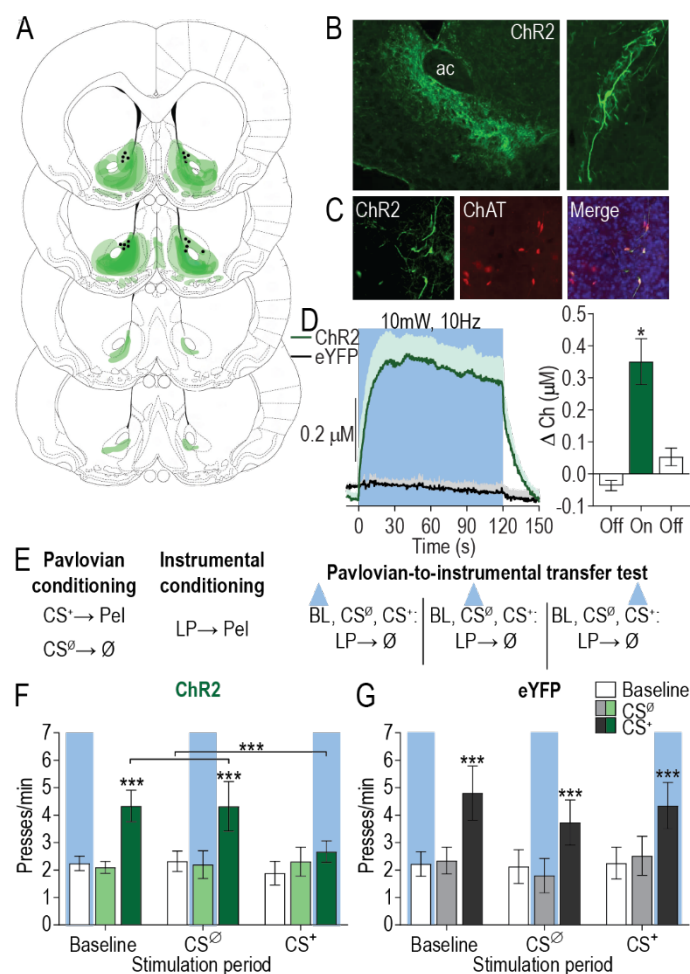 A
B
ChR2
ac
C
ChR2
ChAT
Merge
D
10mW, 10Hz
ChR2
eYFP
0.2 µM
0 30 60 90 120 150
Time (s)
Δ Ch (µM)
0.5
0.4
0.3
0.2
0.1
0.0
-0.1
*
Off On Off
E
Pavlovian
conditioning
CS⁺→ Pel
CS^Ø→ Ø
Instrumental
conditioning
LP→ Pel
Pavlovian-to-instrumental transfer test
BL, CS^Ø, CS⁺:
LP→ Ø
BL, CS^Ø, CS⁺:
LP→ Ø
BL, CS^Ø, CS⁺:
LP→ Ø
F
ChR2
Presses/min
7
6
5
4
3
2
1
0
***
***
***
Baseline CS^Ø CS⁺
Stimulation period
G
eYFP
Baseline
CS^Ø
CS⁺
Presses/min
7
6
5
4
3
2
1
0
***
***
***
Baseline CS^Ø CS⁺
Stimulation period